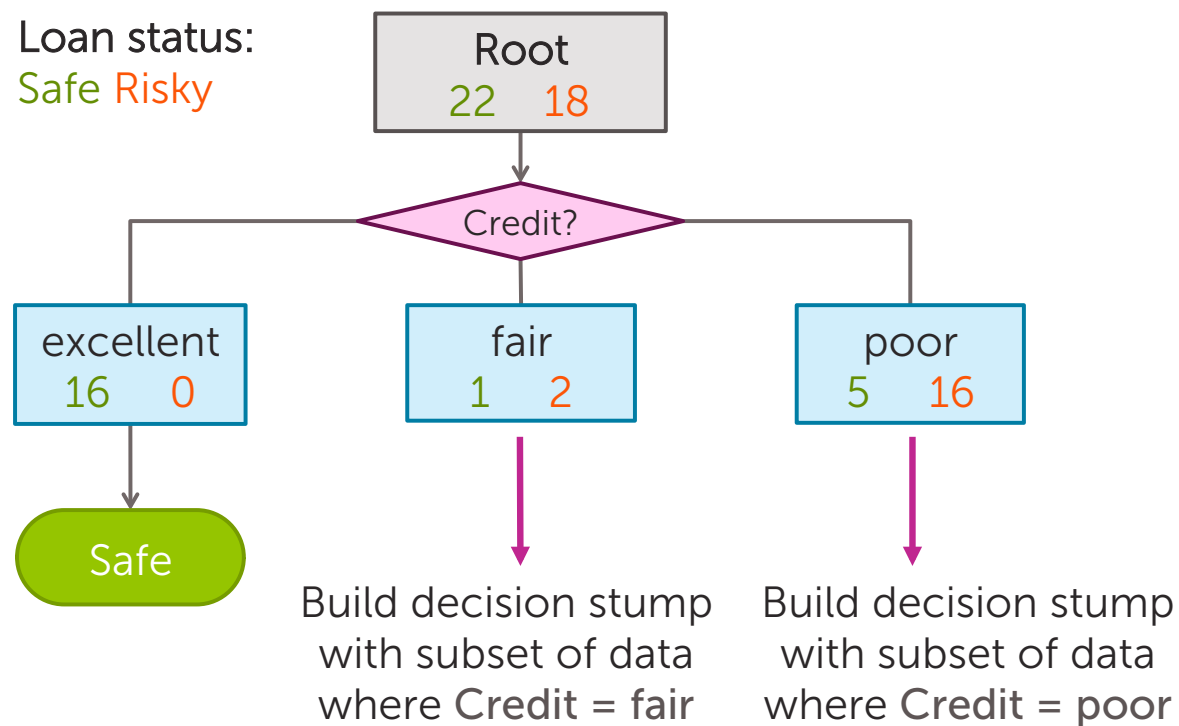 Loan status:
Safe Risky
Root
22 18
Credit?
excellent
16 0
fair
1 2
poor
5 16
Safe
Build decision stump
with subset of data
where Credit = fair
Build decision stump
with subset of data
where Credit = poor